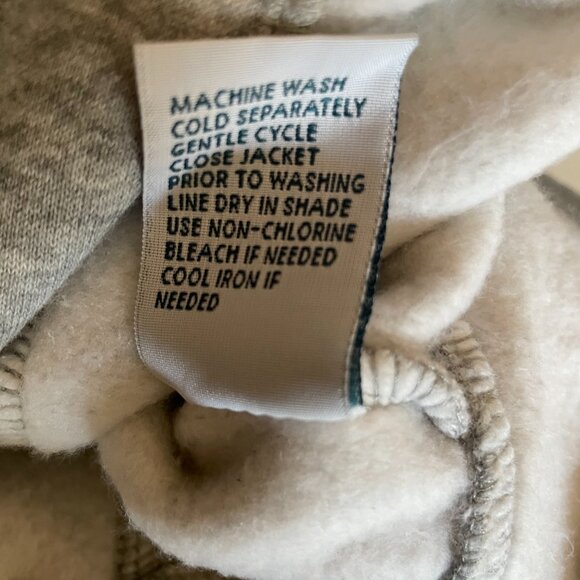 MACHINE WASH
COLD SEPARATELY
GENTLE CYCLE
CLOSE JACKET
PRIOR TO WASHING
LINE DRY IN SHADE
USE NON-CHLORINE
BLEACH IF NEEDED
COOL IRON IF
NEEDED